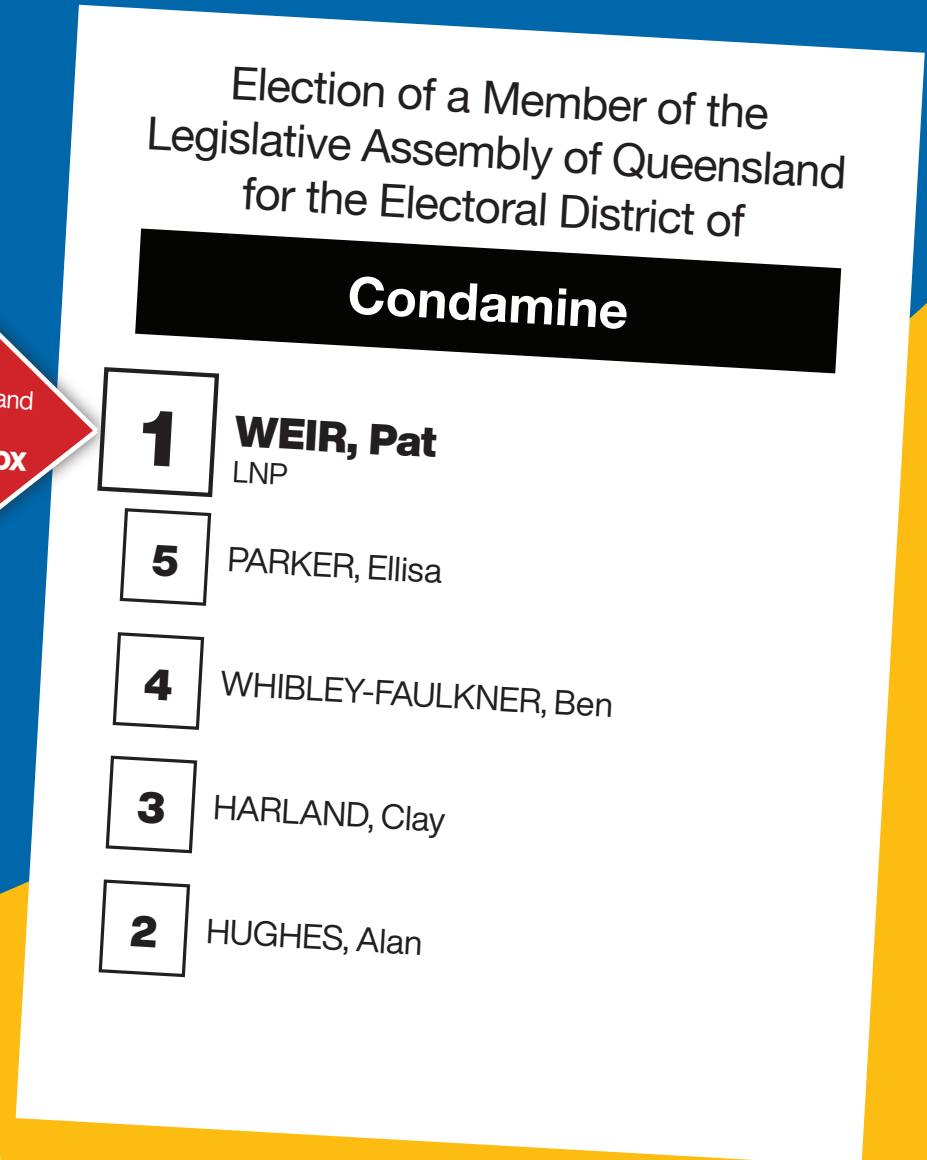 Election of a Member of the
Legislative Assembly of Queensland
for the Electoral District of
Condamine
1 WEIR, Pat
LNP
5 PARKER, Ellisa
4 WHIBLEY-FAULKNER, Ben
3 HARLAND, Clay
2 HUGHES, Alan